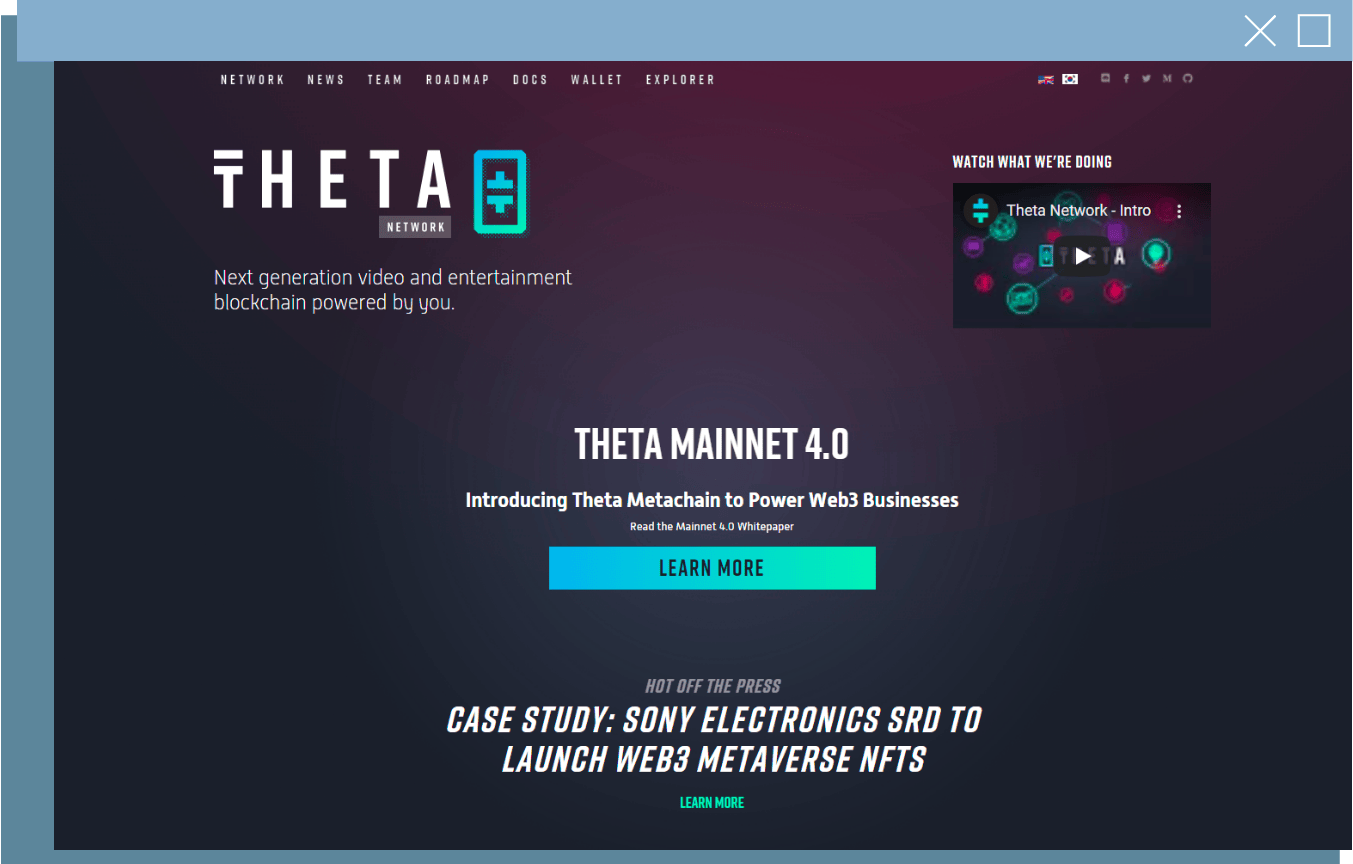 NETWORK NEWS TEAM ROADMAP DOCS WALLET EXPLORER
THETA
NETWORK
Next generation video and entertainment
blockchain powered by you.
WATCH WHAT WE'RE DOING
Theta Network - Intro
THETA
THETA MAINNET 4.0
Introducing Theta Metachain to Power Web3 Businesses
Read the Mainnet 4.0 Whitepaper
LEARN MORE
HOT OFF THE PRESS
CASE STUDY: SONY ELECTRONICS SRD TO
LAUNCH WEB3 METAVERSE NFTS
LEARN MORE